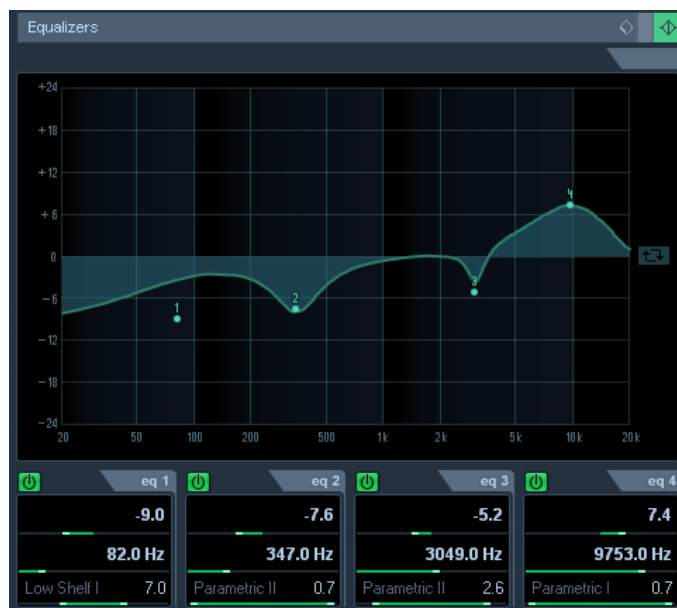 Equalizers
+24
+18
+12
+6
0
-6
-12
-18
-24
20 50 100 200 500 1k 2k 5k 10k 20k
1
2
3
4
eq 1 eq 2 eq 3 eq 4
-9.0 -7.6 -5.2 7.4
82.0 Hz 347.0 Hz 3049.0 Hz 9753.0 Hz
Low Shelf I 7.0 Parametric II 0.7 Parametric II 2.6 Parametric I 0.7